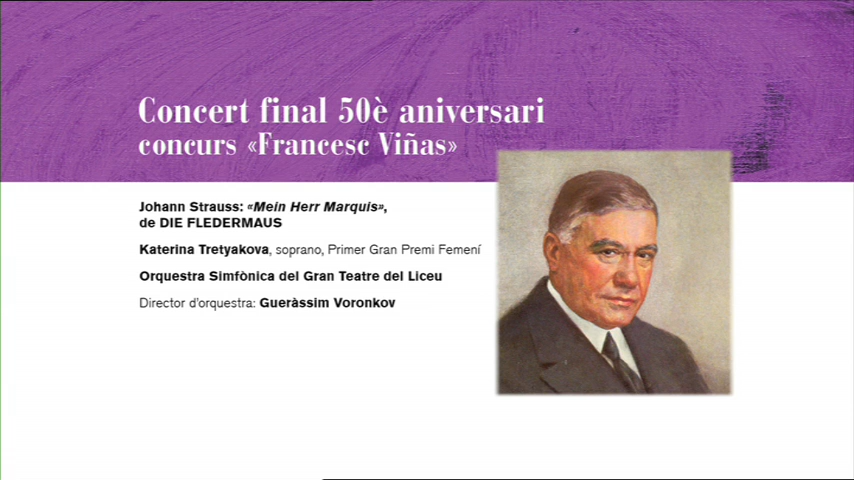 Concert final 50è aniversari
concurs «Francesc Viñas»
Johann Strauss: «Mein Herr Marquis»,
de DIE FLEDERMAUS
Katerina Tretyakova, soprano, Primer Gran Premi Femení
Orquestra Simfònica del Gran Teatre del Liceu
Director d'orquestra: Gueràssim Voronkov